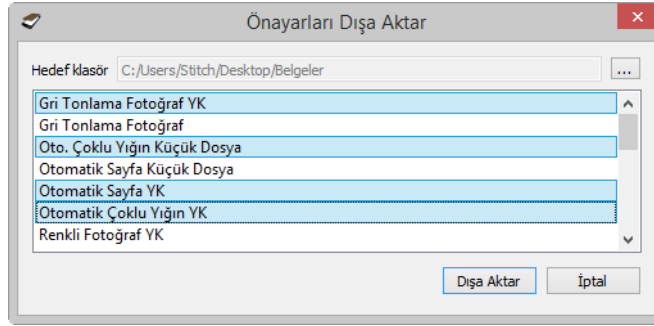 Önayarları Dışa Aktar
Hedef klasör C:/Users/Stitch/Desktop/Belgeler ...
Gri Tonlama Fotoğraf YK
Gri Tonlama Fotoğraf
Oto. Çoklu Yığın Küçük Dosya
Otomatik Sayfa Küçük Dosya
Otomatik Sayfa YK
Otomatik Çoklu Yığın YK
Renkli Fotoğraf YK
Dışa Aktar İptal